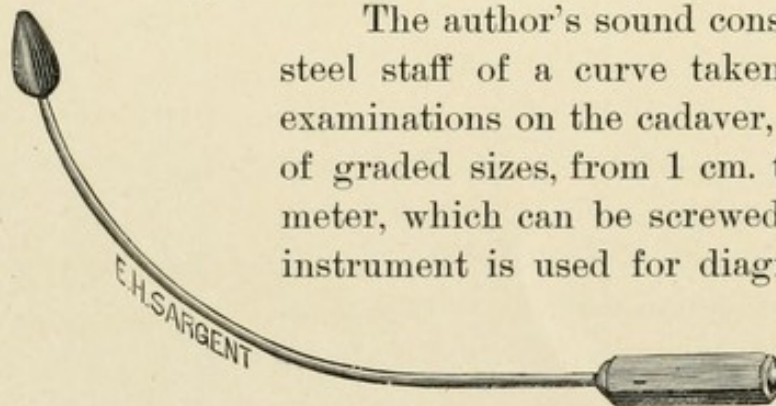 The author's sound cons
steel staff of a curve taken
examinations on the cadaver,
of graded sizes, from 1 cm.
meter, which can be screwed
instrument is used for diag
E.H.SARGENT